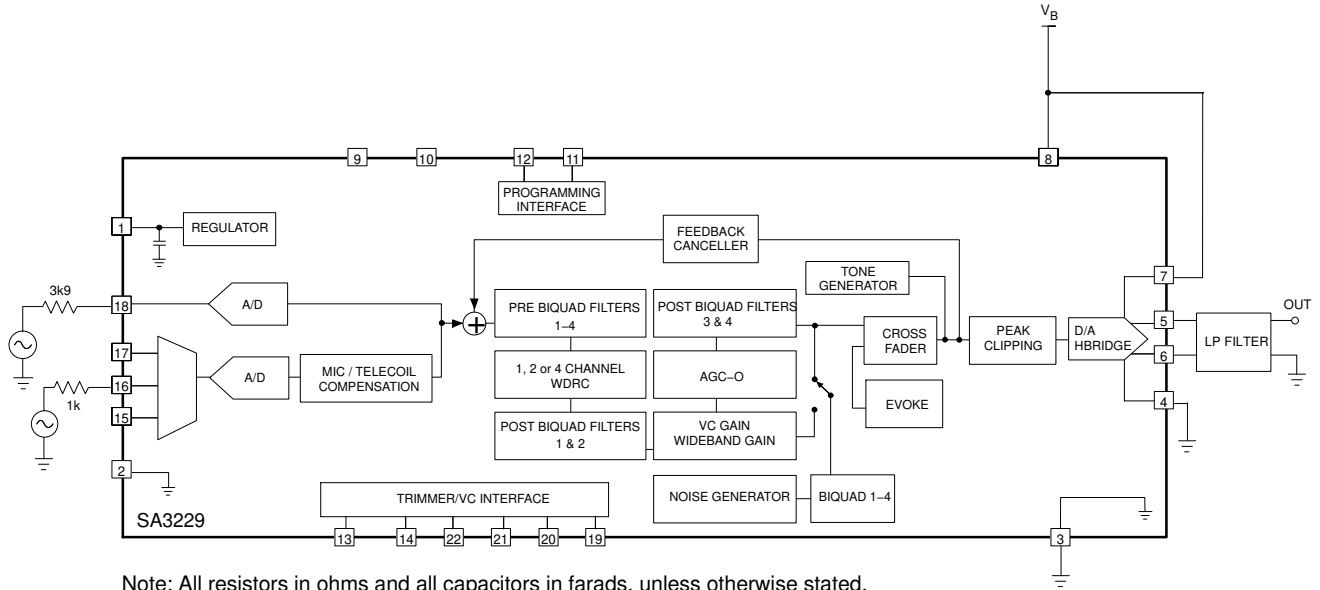 VB
9
10
12
11
8
PROGRAMMING
INTERFACE
1
REGULATOR
FEEDBACK
CANCELLER
3k9
18
A/D
TONE
GENERATOR
7
PRE BIQUAD FILTERS
1–4
POST BIQUAD FILTERS
3 & 4
CROSS
FADER
PEAK
CLIPPING
D/A
HBRIDGE
5
6
LP FILTER
OUT
17
16
15
1k
A/D
MIC / TELECOIL
COMPENSATION
1, 2 or 4 CHANNEL
WDRC
AGC–O
EVOKE
4
POST BIQUAD FILTERS
1 & 2
VC GAIN
WIDEBAND GAIN
2
TRIMMER/VC INTERFACE
NOISE GENERATOR
BIQUAD 1–4
SA3229
13
14
22
21
20
19
3
Note: All resistors in ohms and all capacitors in farads, unless otherwise stated.